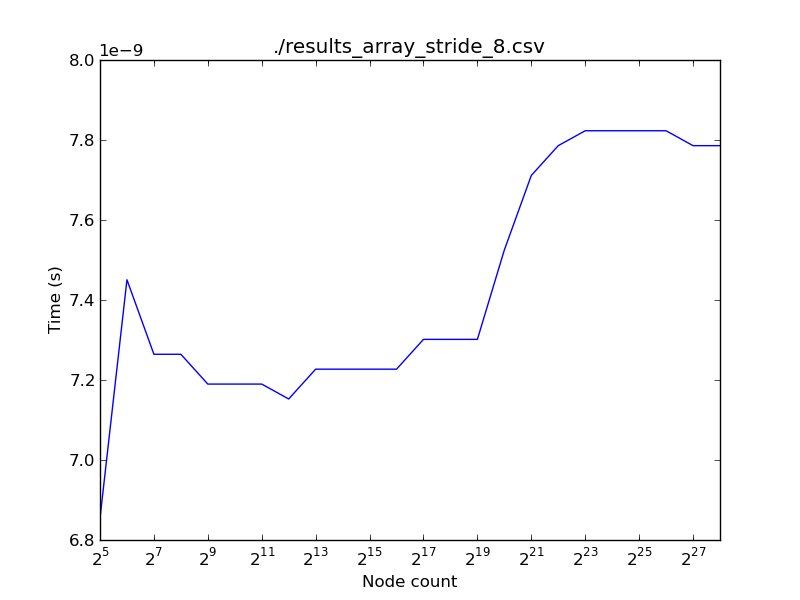 ./results_array_stride_8.csv
1e−9
8.0
7.8
7.6
7.4
7.2
7.0
6.8
Time (s)
2^5 2^7 2^9 2^11 2^13 2^15 2^17 2^19 2^21 2^23 2^25 2^27
Node count